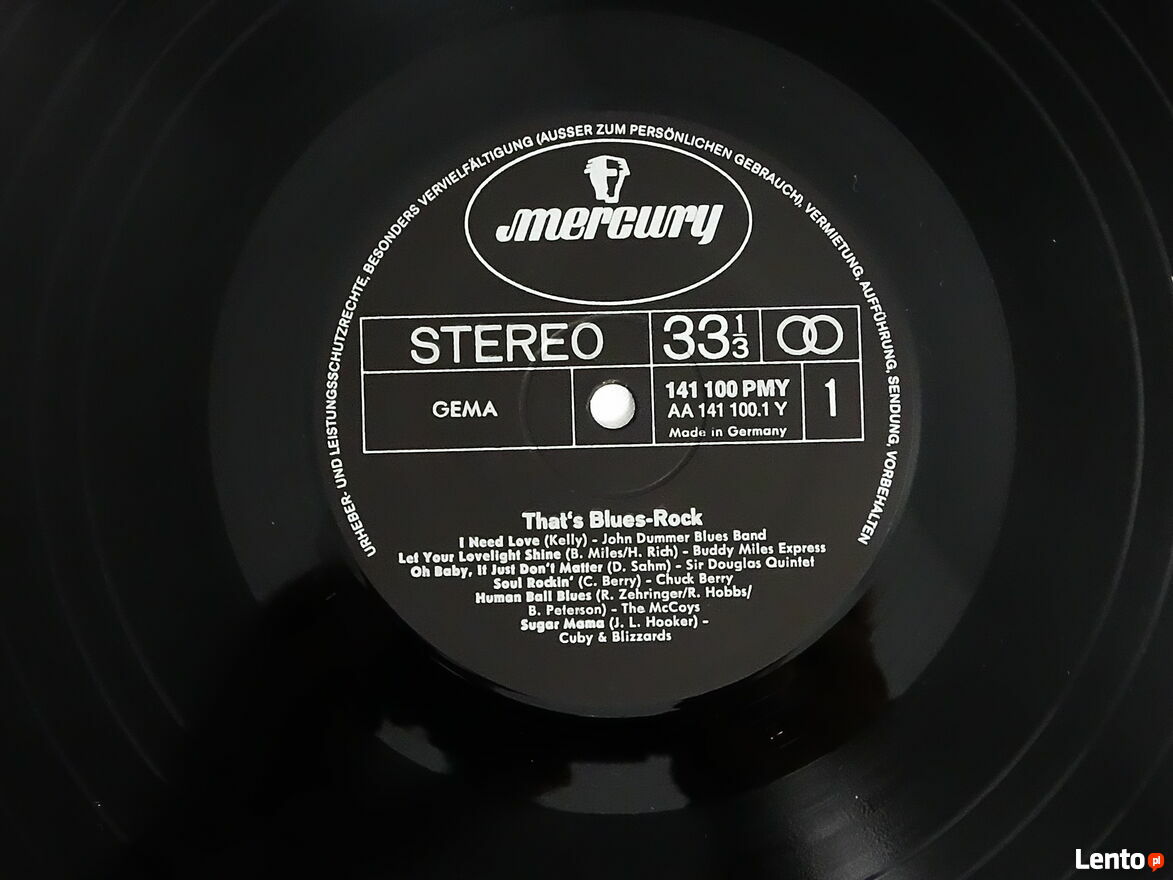 URHEBER- UND LEISTUNGSSCHUTZRECHTE, BESONDERS VERVIELFÄLTIGUNG (AUSSER ZUM PERSÖNLICHEN GEBRAUCH), VERMIETUNG, AUFFÜHRUNG, SENDUNG, VORBEHALTEN
mercury
STEREO
33 1/3
GEMA
141 100 PMY
AA 141 100.1 Y
Made in Germany
1
That's Blues-Rock
I Need Love (Kelly) - John Dummer Blues Band
Let Your Lovelight Shine (B. Miles/H. Rich) - Buddy Miles Express
Oh Baby, It Just Don't Matter (D. Sahm) - Sir Douglas Quintet
Soul Rockin' (C. Berry) - Chuck Berry
Human Ball Blues (R. Zehringer/R. Hobbs/
B. Peterson) - The McCoys
Sugar Mama (J. L. Hooker) -
Cuby & Blizzards
Lento pl